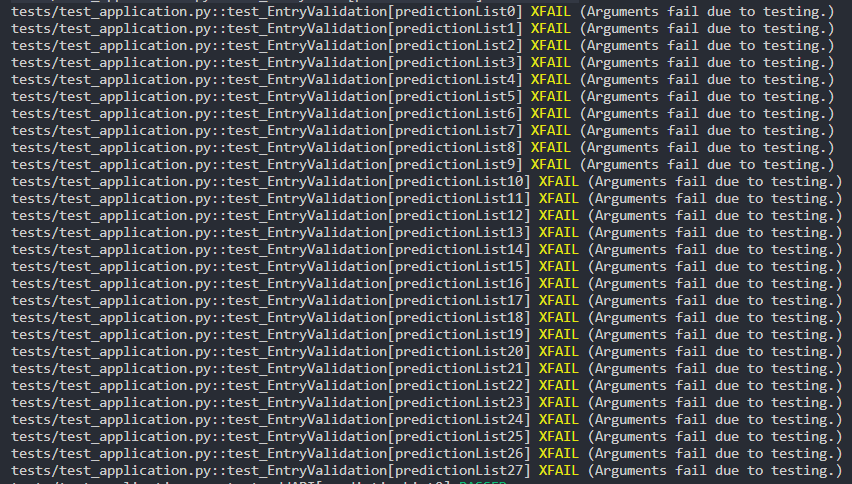 tests/test_application.py::test_EntryValidation[predictionList0] XFAIL (Arguments fail due to testing.)
tests/test_application.py::test_EntryValidation[predictionList1] XFAIL (Arguments fail due to testing.)
tests/test_application.py::test_EntryValidation[predictionList2] XFAIL (Arguments fail due to testing.)
tests/test_application.py::test_EntryValidation[predictionList3] XFAIL (Arguments fail due to testing.)
tests/test_application.py::test_EntryValidation[predictionList4] XFAIL (Arguments fail due to testing.)
tests/test_application.py::test_EntryValidation[predictionList5] XFAIL (Arguments fail due to testing.)
tests/test_application.py::test_EntryValidation[predictionList6] XFAIL (Arguments fail due to testing.)
tests/test_application.py::test_EntryValidation[predictionList7] XFAIL (Arguments fail due to testing.)
tests/test_application.py::test_EntryValidation[predictionList8] XFAIL (Arguments fail due to testing.)
tests/test_application.py::test_EntryValidation[predictionList9] XFAIL (Arguments fail due to testing.)
tests/test_application.py::test_EntryValidation[predictionList10] XFAIL (Arguments fail due to testing.)
tests/test_application.py::test_EntryValidation[predictionList11] XFAIL (Arguments fail due to testing.)
tests/test_application.py::test_EntryValidation[predictionList12] XFAIL (Arguments fail due to testing.)
tests/test_application.py::test_EntryValidation[predictionList13] XFAIL (Arguments fail due to testing.)
tests/test_application.py::test_EntryValidation[predictionList14] XFAIL (Arguments fail due to testing.)
tests/test_application.py::test_EntryValidation[predictionList15] XFAIL (Arguments fail due to testing.)
tests/test_application.py::test_EntryValidation[predictionList16] XFAIL (Arguments fail due to testing.)
tests/test_application.py::test_EntryValidation[predictionList17] XFAIL (Arguments fail due to testing.)
tests/test_application.py::test_EntryValidation[predictionList18] XFAIL (Arguments fail due to testing.)
tests/test_application.py::test_EntryValidation[predictionList19] XFAIL (Arguments fail due to testing.)
tests/test_application.py::test_EntryValidation[predictionList20] XFAIL (Arguments fail due to testing.)
tests/test_application.py::test_EntryValidation[predictionList21] XFAIL (Arguments fail due to testing.)
tests/test_application.py::test_EntryValidation[predictionList22] XFAIL (Arguments fail due to testing.)
tests/test_application.py::test_EntryValidation[predictionList23] XFAIL (Arguments fail due to testing.)
tests/test_application.py::test_EntryValidation[predictionList24] XFAIL (Arguments fail due to testing.)
tests/test_application.py::test_EntryValidation[predictionList25] XFAIL (Arguments fail due to testing.)
tests/test_application.py::test_EntryValidation[predictionList26] XFAIL (Arguments fail due to testing.)
tests/test_application.py::test_EntryValidation[predictionList27] XFAIL (Arguments fail due to testing.)